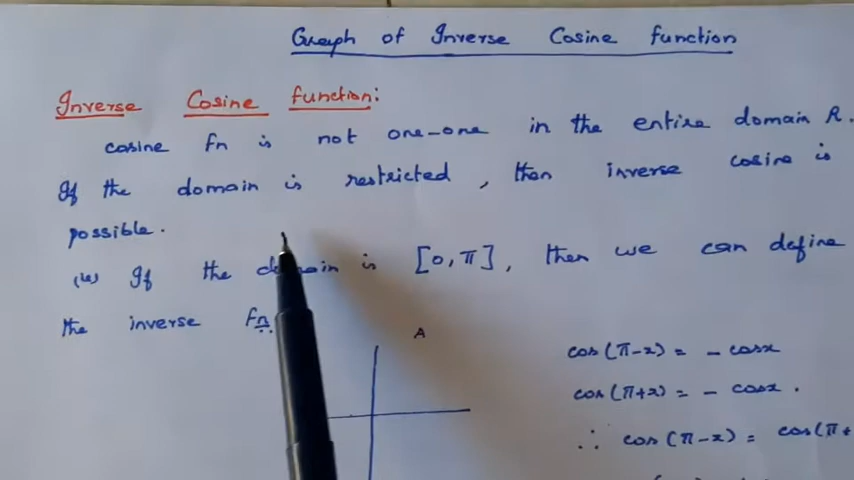 Graph of Inverse Cosine function
Inverse Cosine function:
cosine fn is not one-one in the entire domain R.
If the domain is restricted, then inverse cosine is
possible.
(ie) If the domain is [0, π], then we can define
the inverse fn.
A
cos(π-x) = - cosx
cos(π+x) = - cosx.
∴ cos(π-x) = cos(π+